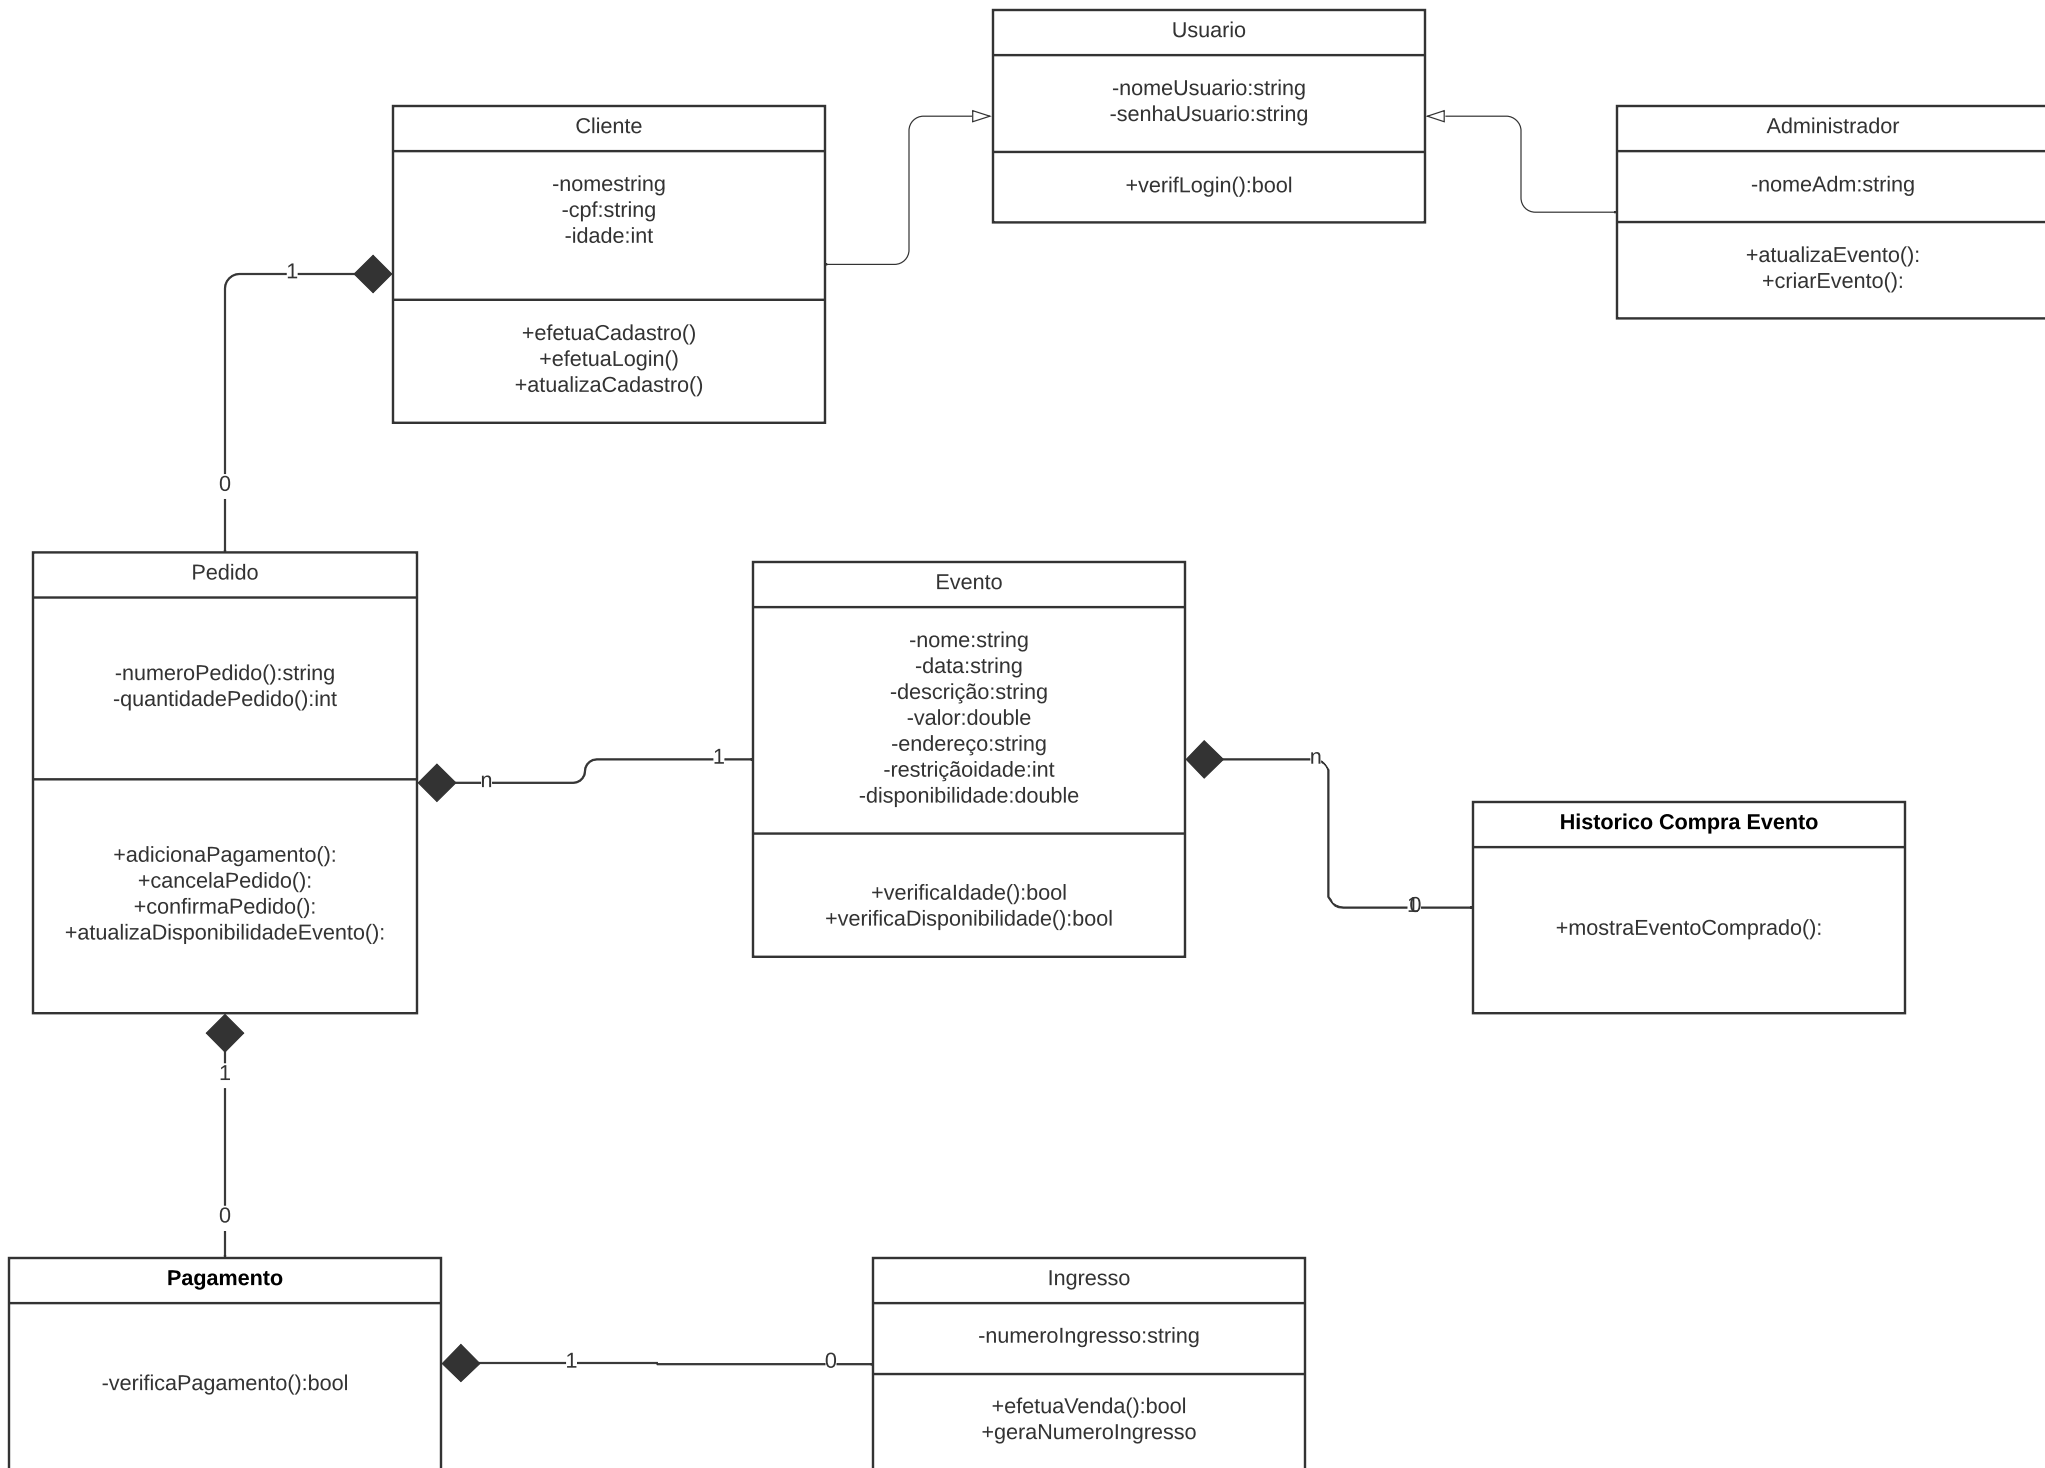 Usuario
-nomeUsuario:string
-senhaUsuario:string
+verifLogin():bool
Cliente
-nomestring
-cpf:string
-idade:int
+efetuaCadastro()
+efetuaLogin()
+atualizaCadastro()
Administrador
-nomeAdm:string
+atualizaEvento():
+criarEvento():
1
0
Pedido
-numeroPedido():string
-quantidadePedido():int
+adicionaPagamento():
+cancelaPedido():
+confirmaPedido():
+atualizaDisponibilidadeEvento():
n
1
Evento
-nome:string
-data:string
-descrição:string
-valor:double
-endereço:string
-restriçãoidade:int
-disponibilidade:double
+verificaIdade():bool
+verificaDisponibilidade():bool
n
1
0
Historico Compra Evento
+mostraEventoComprado():
1
0
Pagamento
-verificaPagamento():bool
1
0
Ingresso
-numeroIngresso:string
+efetuaVenda():bool
+geraNumeroIngresso